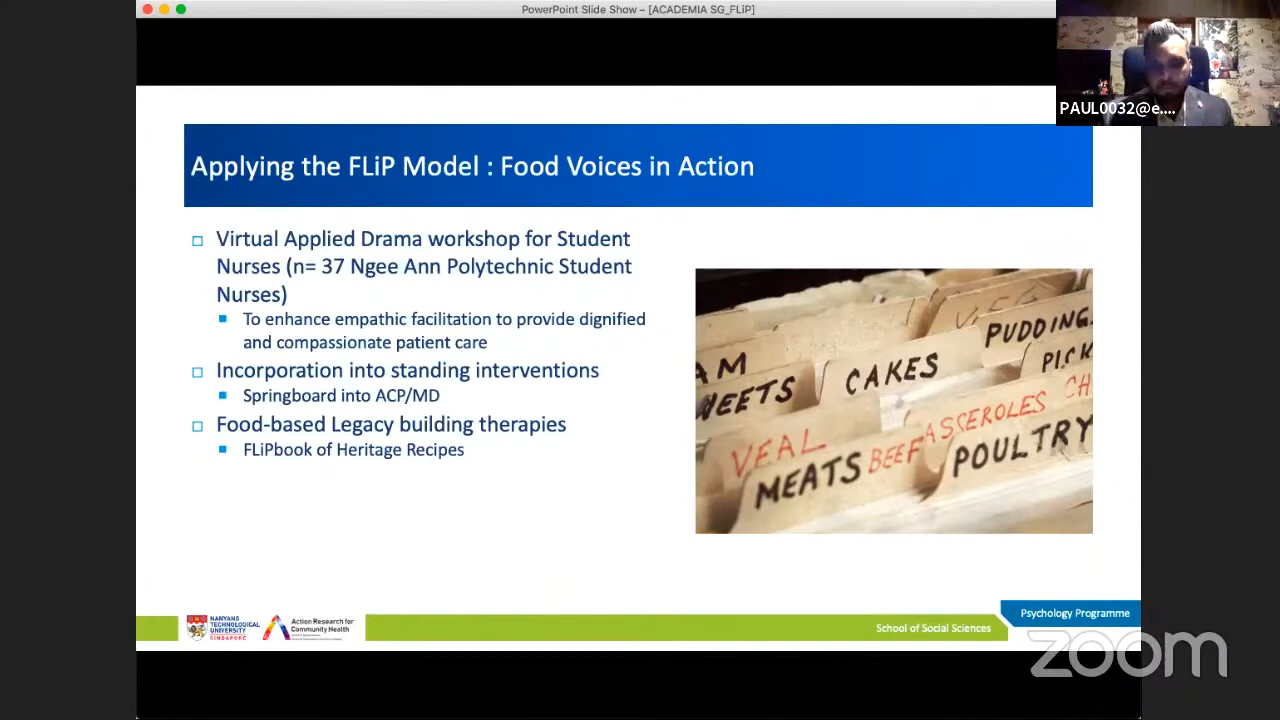 PowerPoint Slide Show – [ACADEMIA SG_FLiP]
PAUL0032@e....
Applying the FLiP Model : Food Voices in Action
Virtual Applied Drama workshop for Student
Nurses (n= 37 Ngee Ann Polytechnic Student
Nurses)
To enhance empathic facilitation to provide dignified
and compassionate patient care
Incorporation into standing interventions
Springboard into ACP/MD
Food-based Legacy building therapies
FLiPbook of Heritage Recipes
PUDDING
AM
CAKES
PICK
WEETS
CH
ASSEROLES
VEAL
BEEF
POULTRY
MEATS
NANYANG
TECHNOLOGICAL
UNIVERSITY
SINGAPORE
Action Research for
Community Health
School of Social Sciences
Psychology Programme
zoom